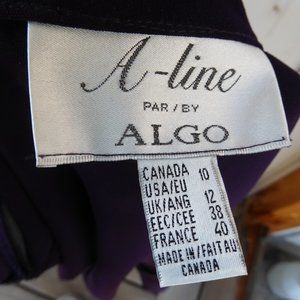 A-line
PAR / BY
ALGO
CANADA 10
USA/EU
UK/ANG 12
EEC/CEE 38
FRANCE 40
MADE IN/FAIT AU
CANADA